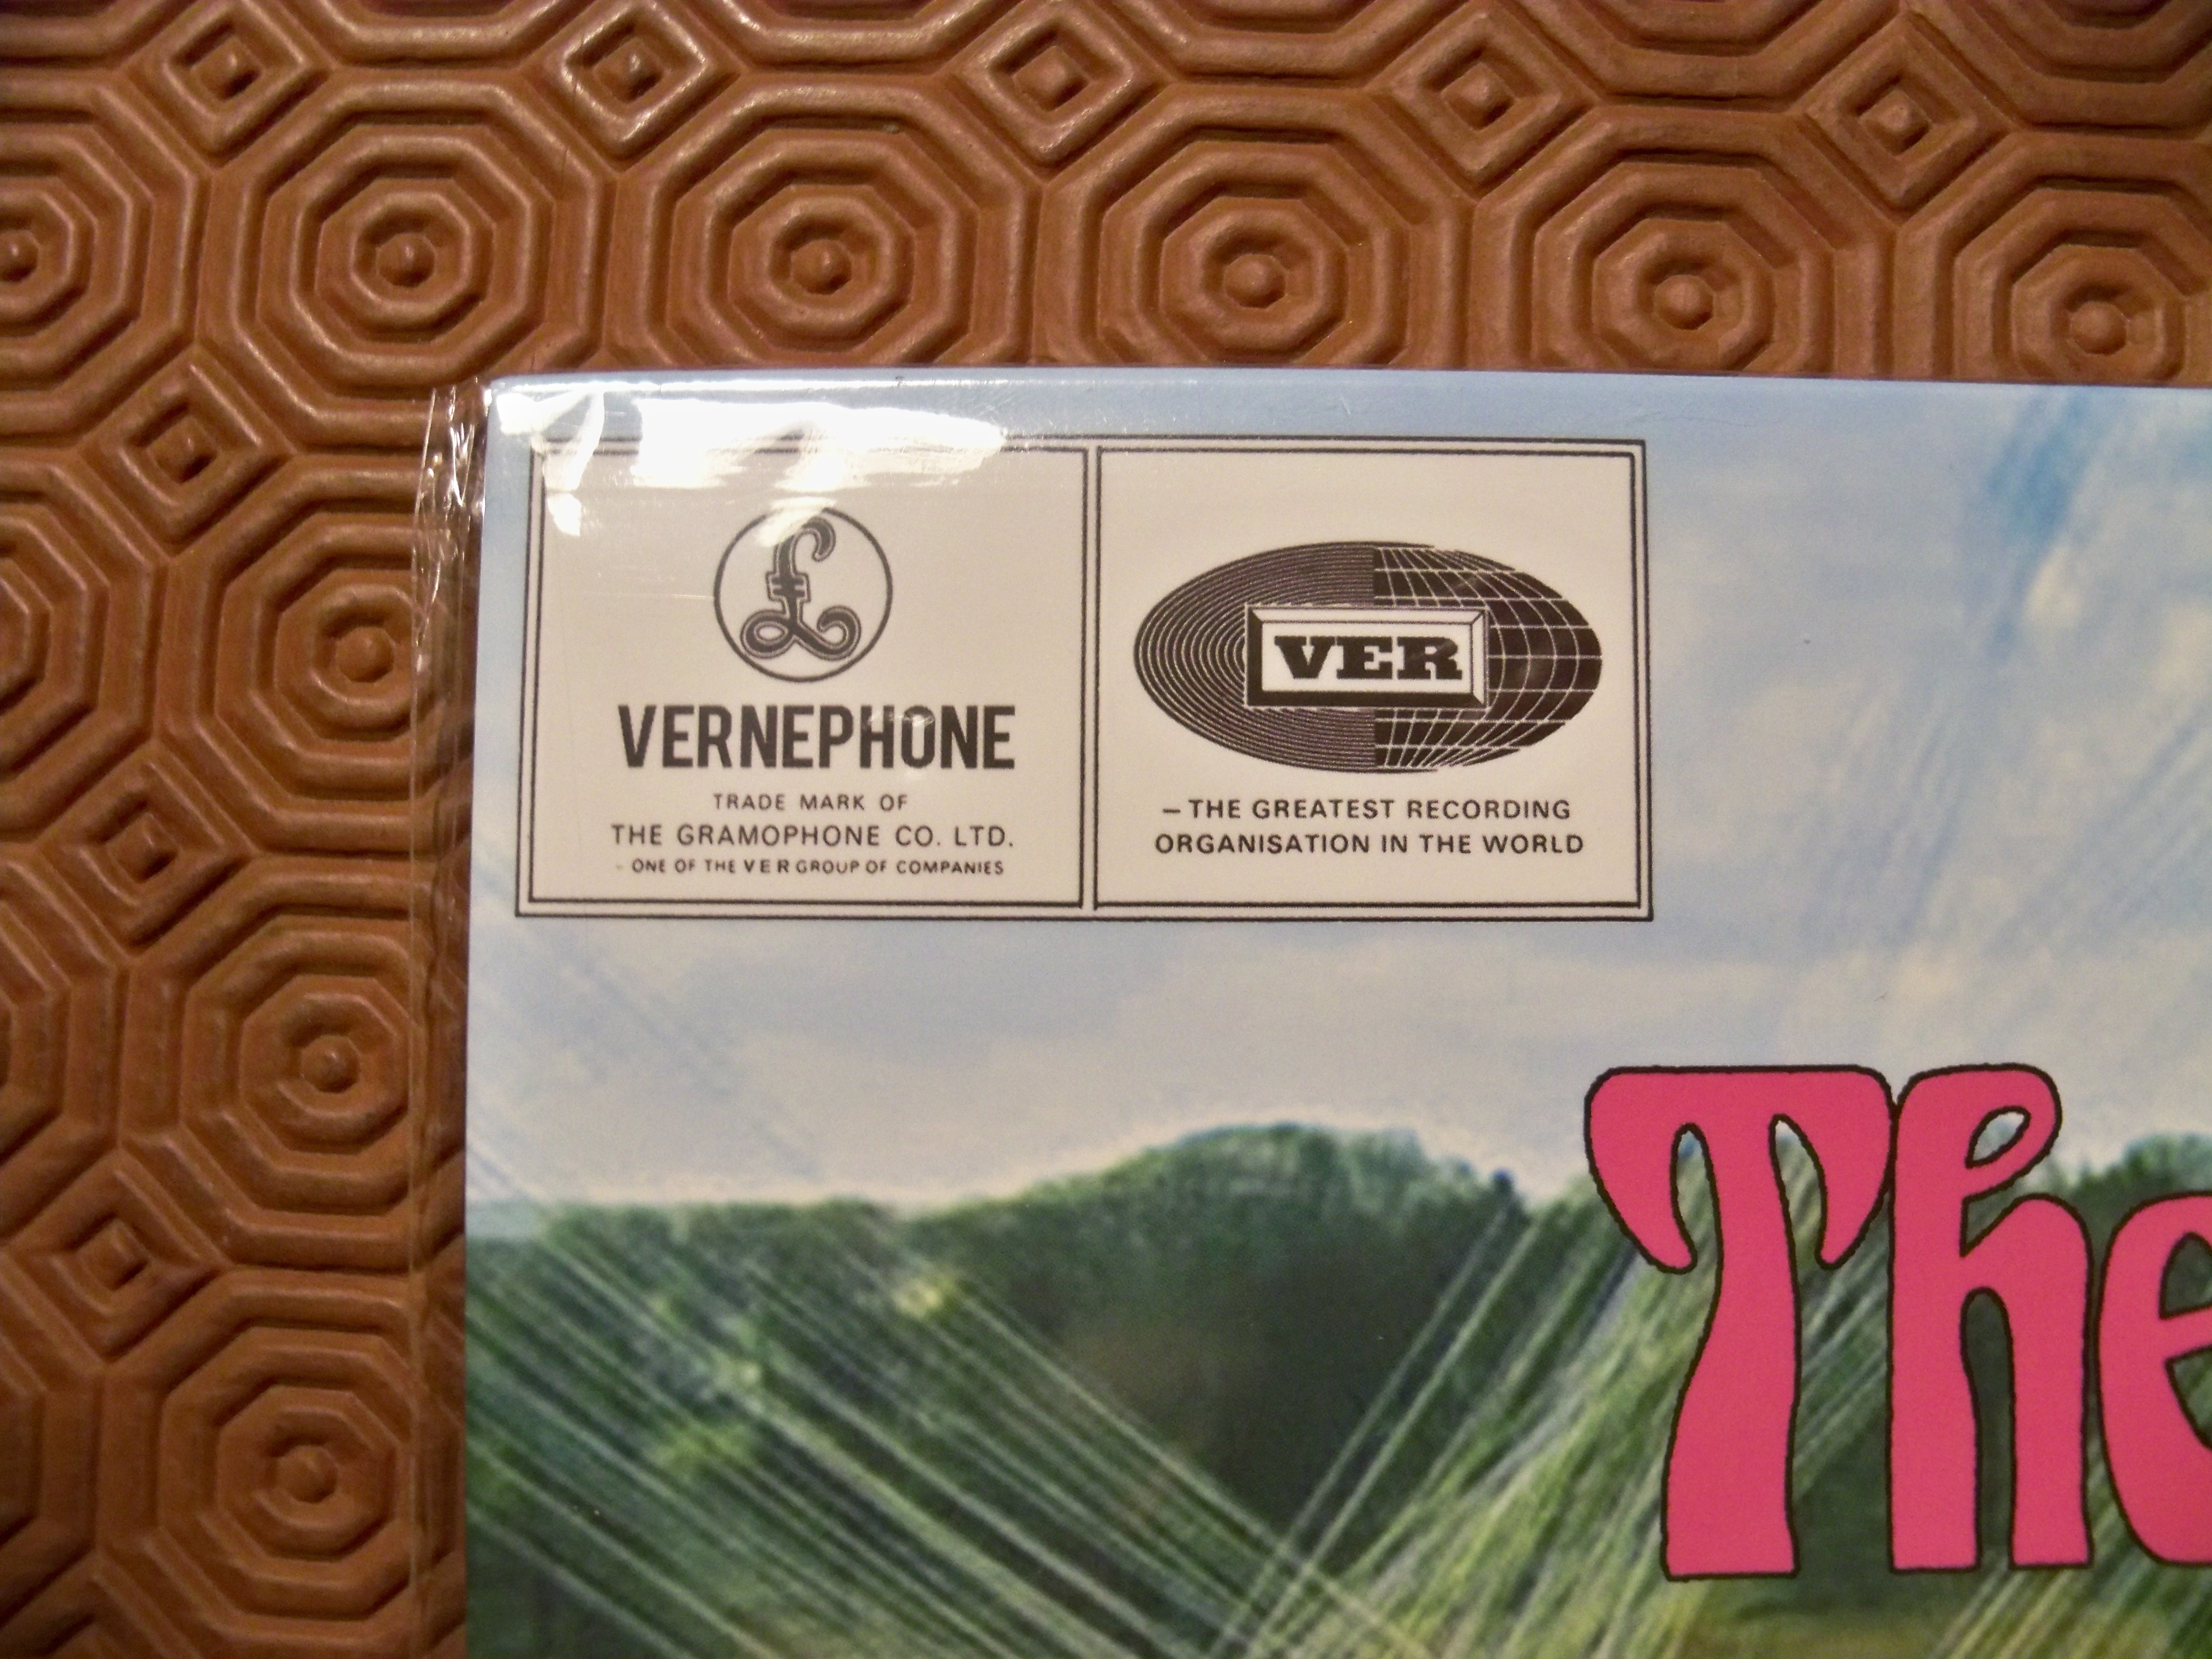 £
VERNEPHONE
TRADE MARK OF
THE GRAMOPHONE CO. LTD.
- ONE OF THE VER GROUP OF COMPANIES
VER
– THE GREATEST RECORDING
ORGANISATION IN THE WORLD
The